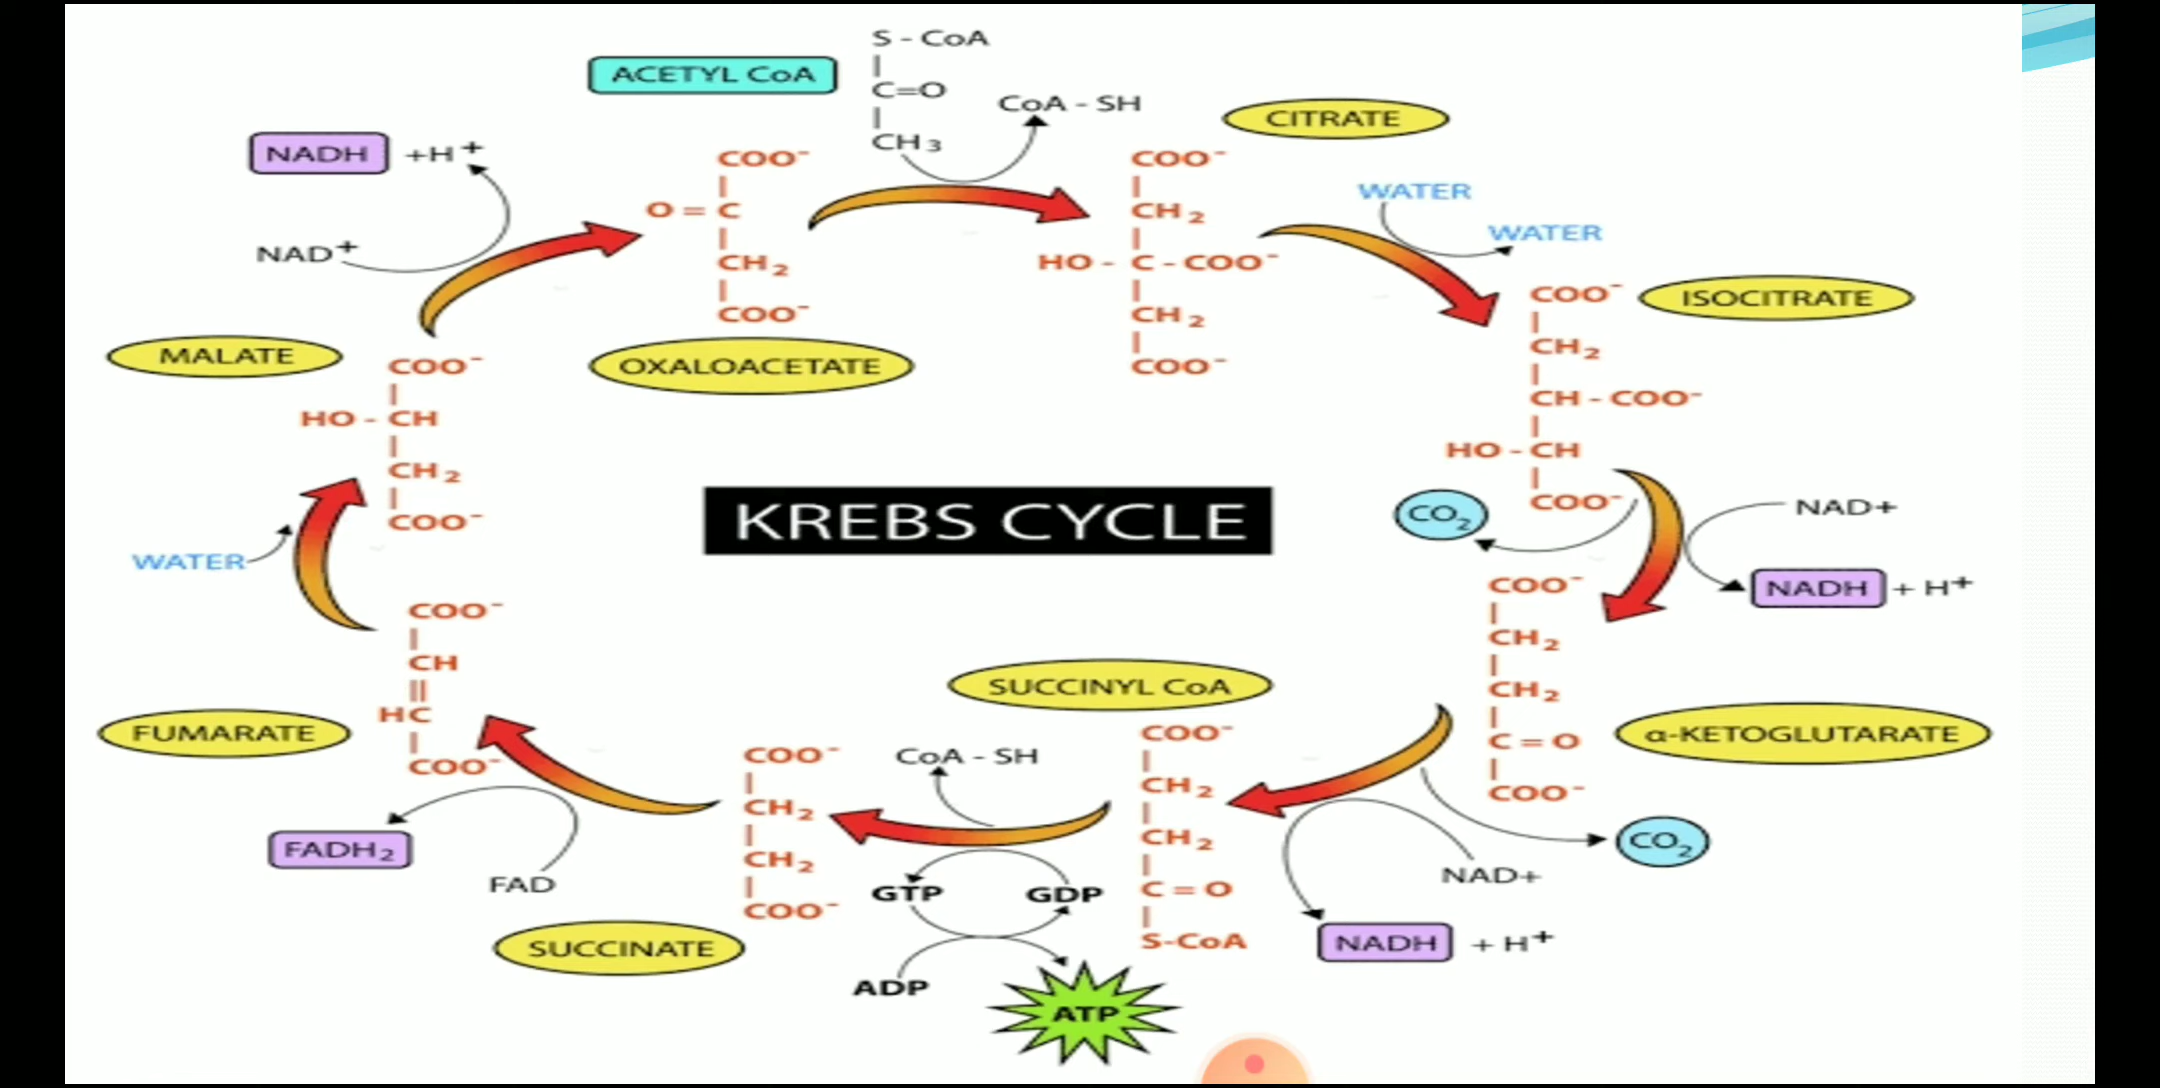 S - CoA
|
C=O
|
CH3
ACETYL CoA
CoA - SH
CITRATE
COO⁻
|
CH₂
|
HO - C - COO⁻
|
CH₂
|
COO⁻
WATER
WATER
ISOCITRATE
COO⁻
|
CH₂
|
CH - COO⁻
|
HO - CH
|
COO⁻
CO₂
NAD+
NADH + H⁺
COO⁻
|
CH₂
|
CH₂
|
C = O
|
COO⁻
α-KETOGLUTARATE
CO₂
NAD+
NADH + H⁺
SUCCINYL CoA
COO⁻
|
CH₂
|
CH₂
|
C = O
|
S-CoA
CoA - SH
GTP GDP
ADP
ATP
COO⁻
|
CH₂
|
CH₂
|
COO⁻
SUCCINATE
FAD
FADH₂
FUMARATE
COO⁻
|
CH
||
HC
|
COO⁻
WATER
MALATE
COO⁻
|
HO - CH
|
CH₂
|
COO⁻
NAD⁺
NADH +H⁺
COO⁻
|
O = C
|
CH₂
|
COO⁻
OXALOACETATE
KREBS CYCLE